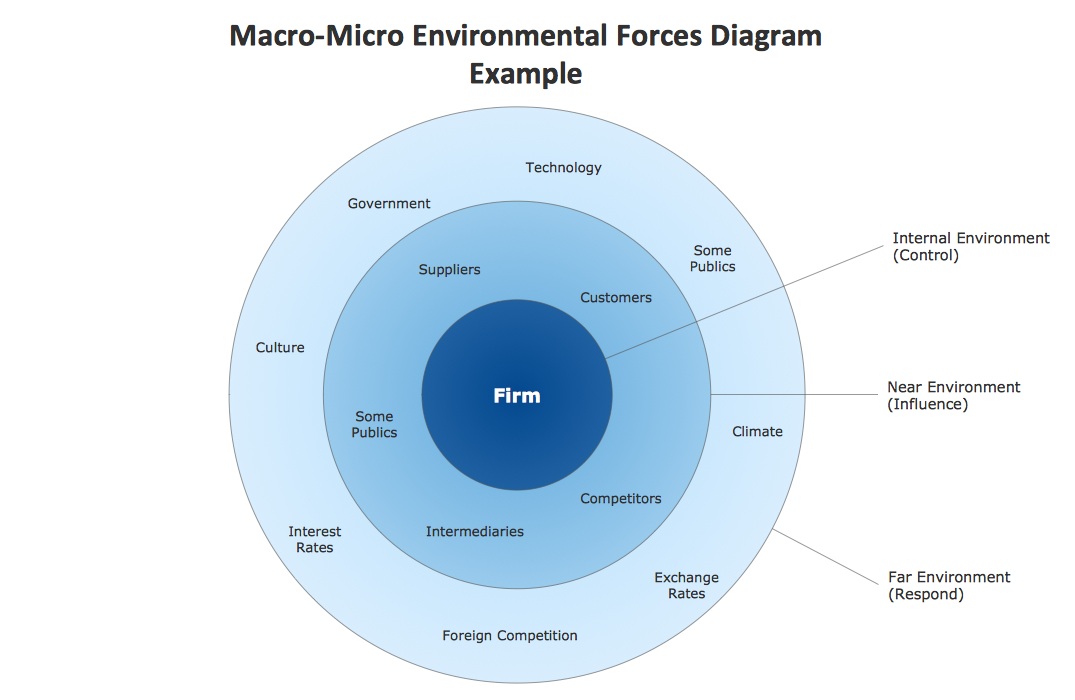 Macro-Micro Environmental Forces Diagram
Example
Technology
Government
Some
Publics
Internal Environment
(Control)
Suppliers
Customers
Culture
Firm
Near Environment
(Influence)
Some
Publics
Climate
Competitors
Intermediaries
Interest
Rates
Exchange
Rates
Far Environment
(Respond)
Foreign Competition